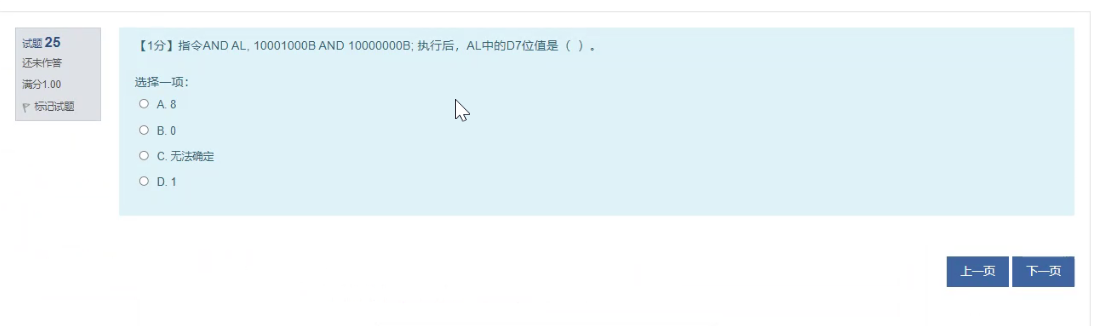 试题 25
还未作答
满分1.00
标记试题
【1分】指令AND AL, 10001000B AND 10000000B; 执行后，AL中的D7位值是（ ）。
选择一项：
A. 8
B. 0
C. 无法确定
D. 1
上一页 下一页